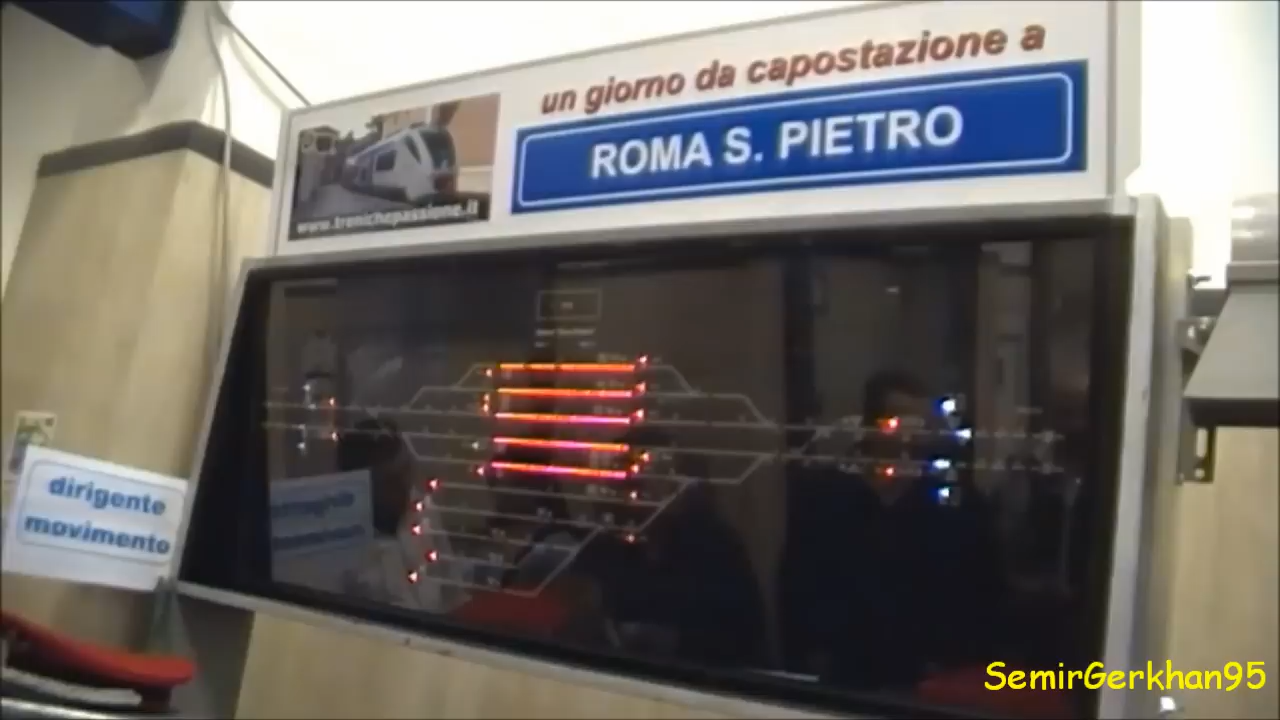 un giorno da capostazione a
ROMA S. PIETRO
www.trenichepassione.it
dirigente
movimento
SemirGerkhan95